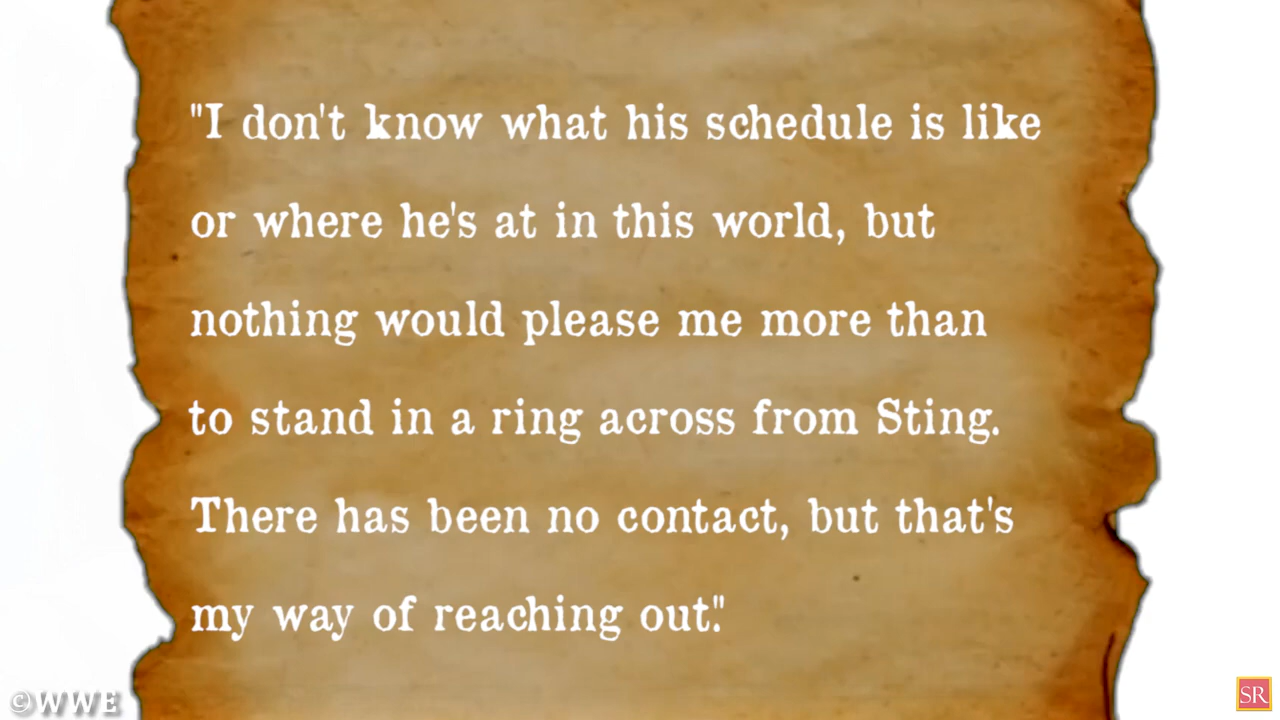 "I don't know what his schedule is like
or where he's at in this world, but
nothing would please me more than
to stand in a ring across from Sting.
There has been no contact, but that's
my way of reaching out."
©WWE
SR